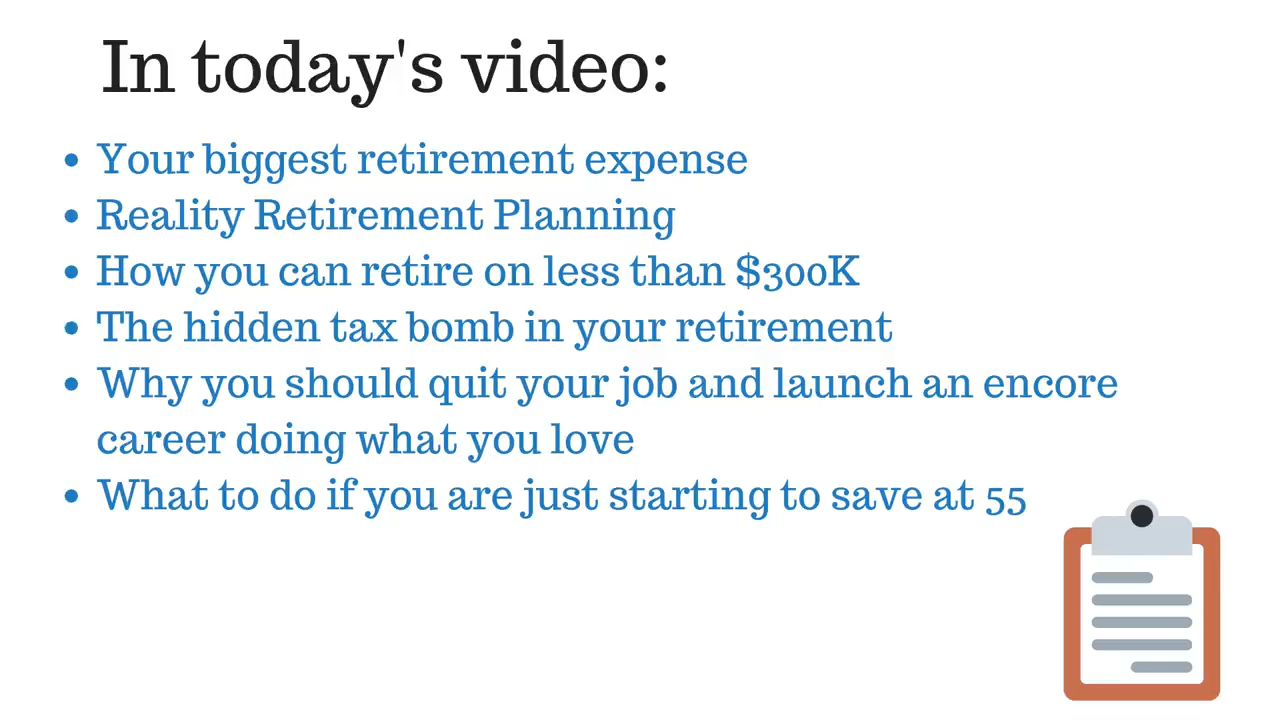 In today's video:
• Your biggest retirement expense
• Reality Retirement Planning
• How you can retire on less than $300K
• The hidden tax bomb in your retirement
• Why you should quit your job and launch an encore
career doing what you love
• What to do if you are just starting to save at 55